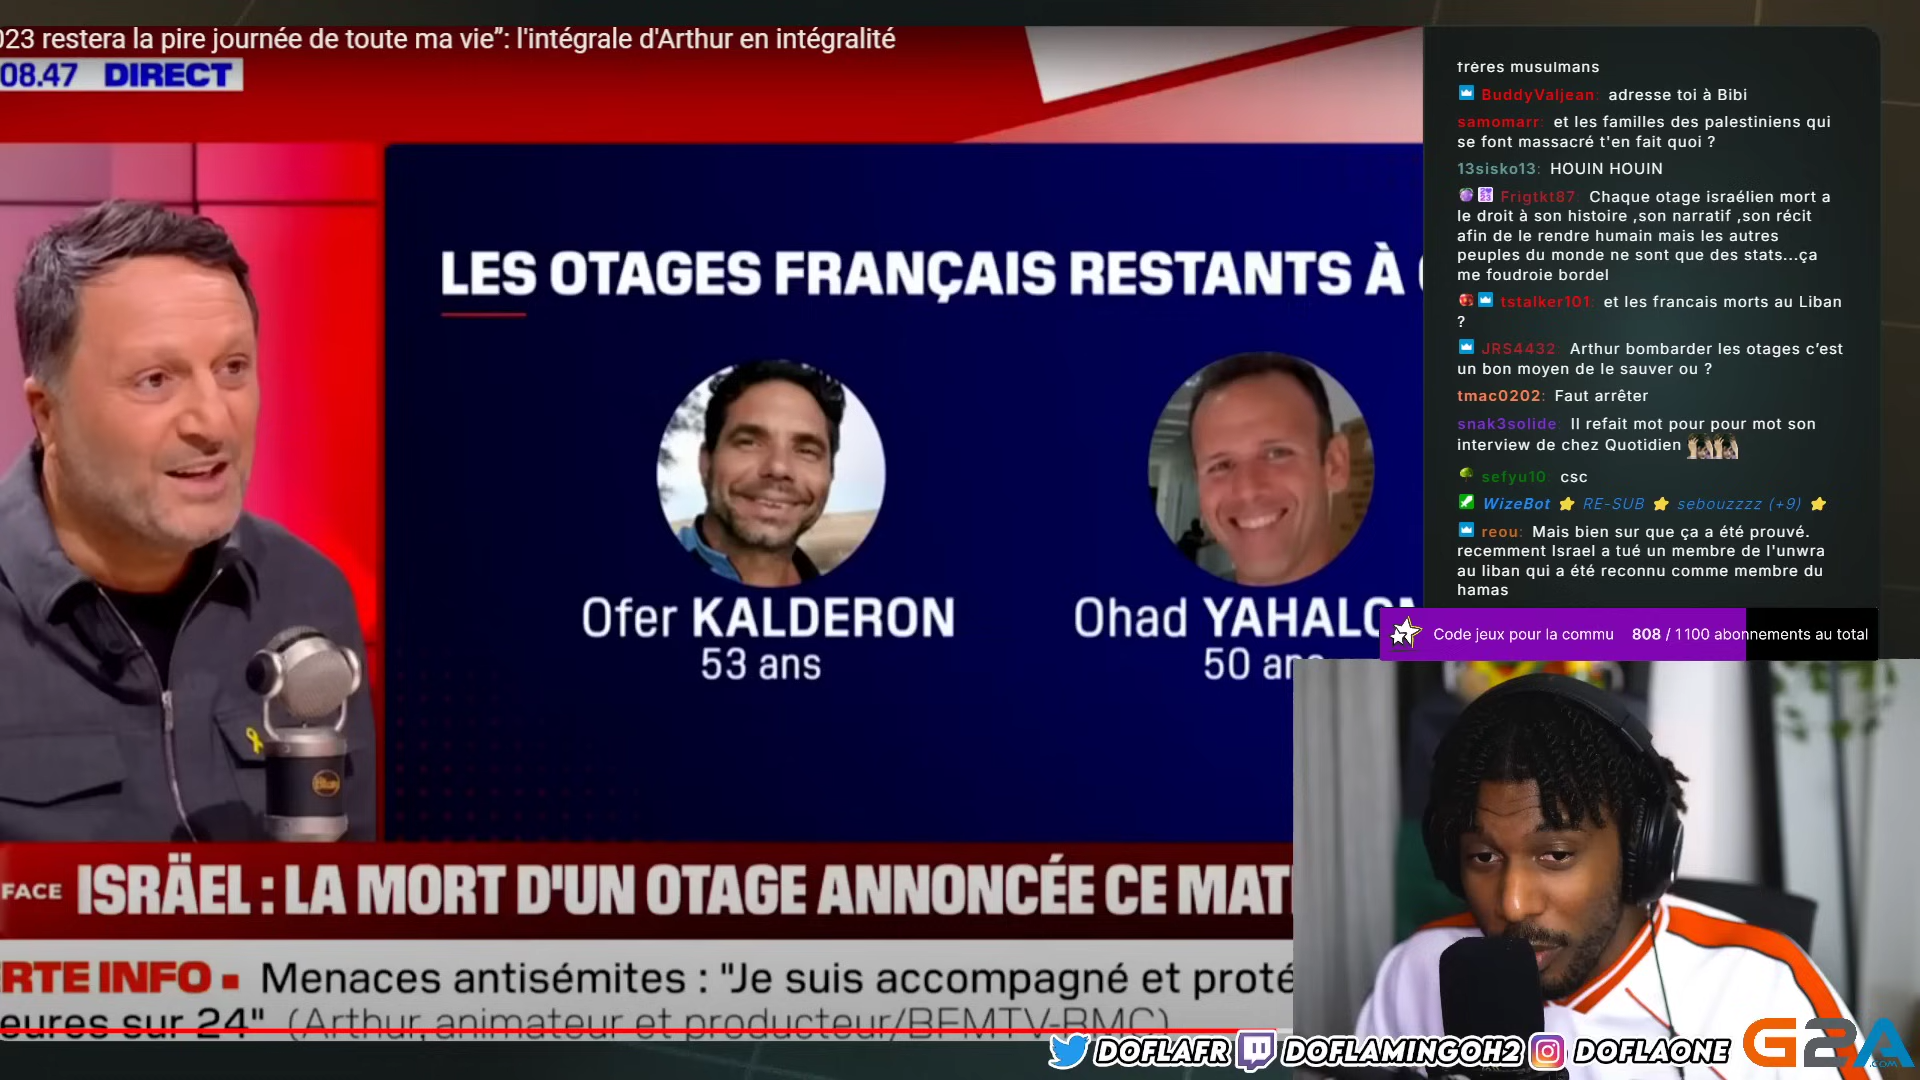 023 restera la pire journée de toute ma vie”: l'intégrale d'Arthur en intégralité
08.47 DIRECT
LES OTAGES FRANÇAIS RESTANTS À
Ofer KALDERON
53 ans
Ohad YAHALOM
50 ans
FACE ISRÄEL : LA MORT D'UN OTAGE ANNONCÉE CE MATI
ERTE INFO ▪ Menaces antisémites : "Je suis accompagné et proté
eures sur 24" (Arthur, animateur et producteur/BFMTV-RMC)
frères musulmans
BuddyValjean: adresse toi à Bibi
samomarr: et les familles des palestiniens qui
se font massacré t'en fait quoi ?
13sisko13: HOUIN HOUIN
Frigtkt87: Chaque otage israélien mort a
le droit à son histoire ,son narratif ,son récit
afin de le rendre humain mais les autres
peuples du monde ne sont que des stats...ça
me foudroie bordel
tstalker101: et les francais morts au Liban
?
JRS4432: Arthur bombarder les otages c’est
un bon moyen de le sauver ou ?
tmac0202: Faut arrêter
snak3solide: Il refait mot pour pour mot son
interview de chez Quotidien
sefyu10: csc
WizeBot ⭐ RE-SUB ⭐ sebouzzzz (+9) ⭐
reou: Mais bien sur que ça a été prouvé.
recemment Israel a tué un membre de l'unwra
au liban qui a été reconnu comme membre du
hamas
Code jeux pour la commu 808 / 1100 abonnements au total
DOFLAFR DOFLAMINGOH2 DOFLAONE G2A
.COM